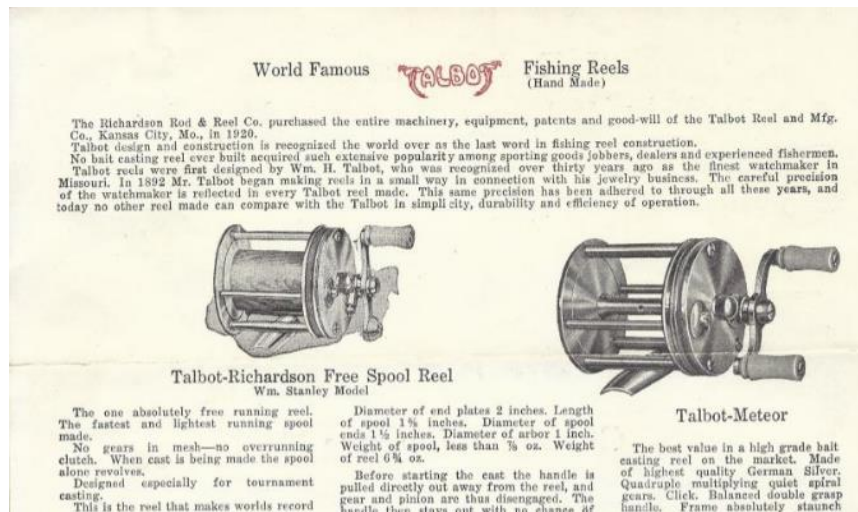 World Famous TALBOT Fishing Reels
(Hand Made)
The Richardson Rod & Reel Co. purchased the entire machinery, equipment, patents and good-will of the Talbot Reel and Mfg.
Co., Kansas City, Mo., in 1920.
Talbot design and construction is recognized the world over as the last word in fishing reel construction.
No bait casting reel ever built acquired such extensive popularity among sporting goods jobbers, dealers and experienced fishermen.
Talbot reels were first designed by Wm. H. Talbot, who was recognized over thirty years ago as the finest watchmaker in
Missouri. In 1892 Mr. Talbot began making reels in a small way in connection with his jewelry business. The careful precision
of the watchmaker is reflected in every Talbot reel made. This same precision has been adhered to through all these years, and
today no other reel made can compare with the Talbot in simplicity, durability and efficiency of operation.
Talbot-Richardson Free Spool Reel
Wm. Stanley Model
The one absolutely free running reel.
The fastest and lightest running spool
made.
No gears in mesh—no overrunning
clutch. When cast is being made the spool
alone revolves.
Designed especially for tournament
casting.
This is the reel that makes worlds record
Diameter of end plates 2 inches. Length
of spool 1⅝ inches. Diameter of spool
ends 1½ inches. Diameter of arbor 1 inch.
Weight of spool, less than ⅞ oz. Weight
of reel 6¾ oz.
Before starting the cast the handle is
pulled directly out away from the reel, and
gear and pinion are thus disengaged. The
handle then stays out with no chance of
Talbot-Meteor
The best value in a high grade bait
casting reel on the market. Made
of highest quality German Silver.
Quadruple multiplying quiet spiral
gears. Click. Balanced double grasp
handle. Frame absolutely staunch